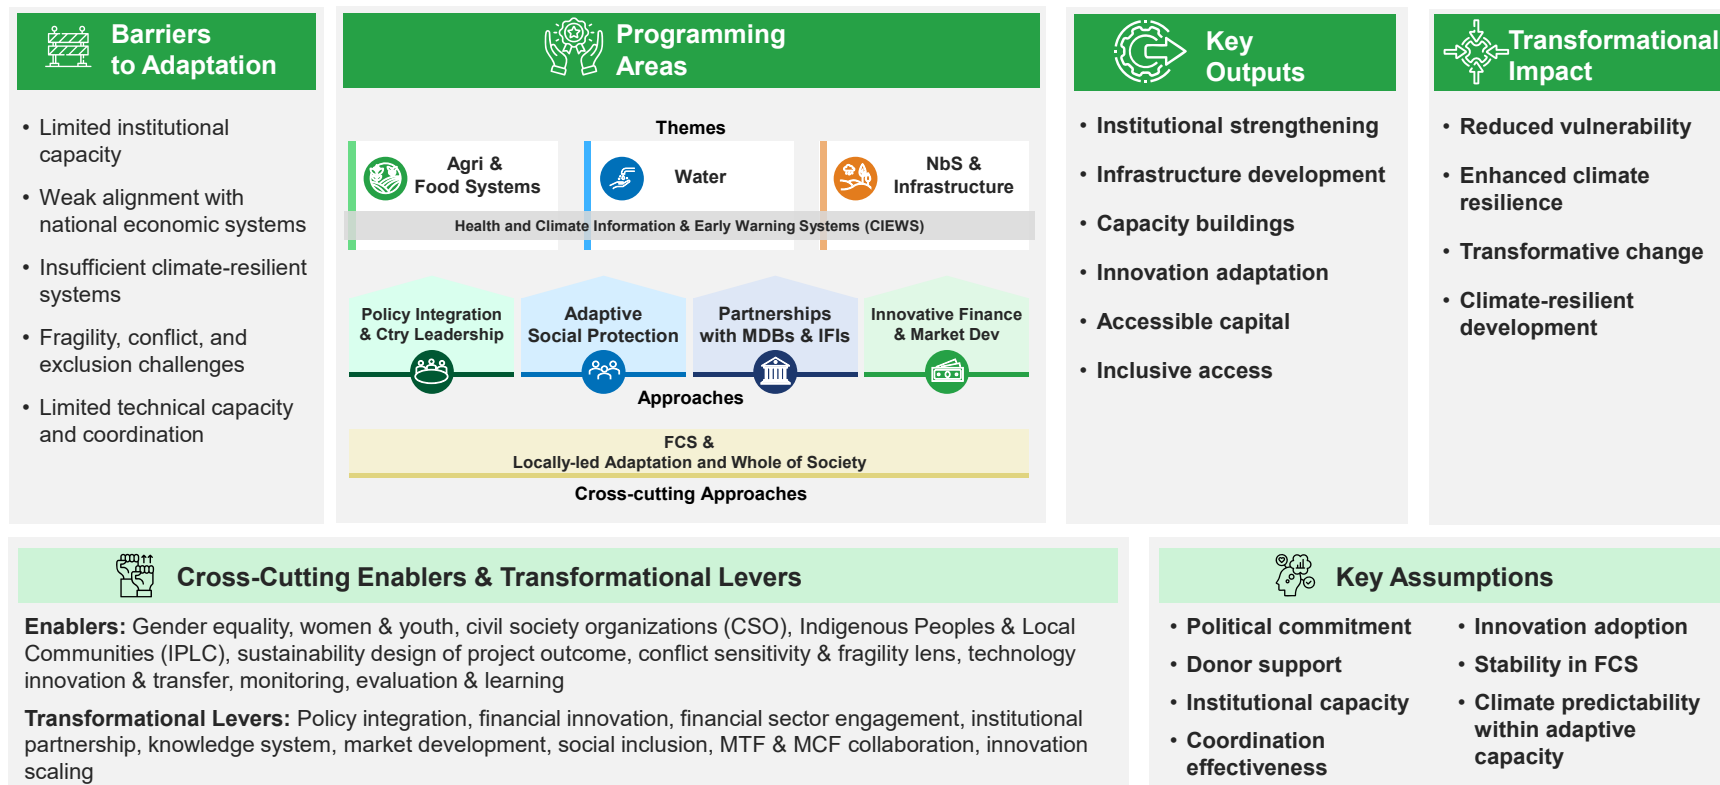 Barriers
to Adaptation
• Limited institutional
capacity
• Weak alignment with
national economic systems
• Insufficient climate-resilient
systems
• Fragility, conflict, and
exclusion challenges
• Limited technical capacity
and coordination
Programming
Areas
Themes
Agri &
Food Systems
Water
NbS &
Infrastructure
Health and Climate Information & Early Warning Systems (CIEWS)
Policy Integration
& Ctry Leadership
Adaptive
Social Protection
Partnerships
with MDBs & IFIs
Innovative Finance
& Market Dev
Approaches
FCS &
Locally-led Adaptation and Whole of Society
Cross-cutting Approaches
Key
Outputs
• Institutional strengthening
• Infrastructure development
• Capacity buildings
• Innovation adaptation
• Accessible capital
• Inclusive access
Transformational
Impact
• Reduced vulnerability
• Enhanced climate
resilience
• Transformative change
• Climate-resilient
development
Cross-Cutting Enablers & Transformational Levers
Enablers: Gender equality, women & youth, civil society organizations (CSO), Indigenous Peoples & Local
Communities (IPLC), sustainability design of project outcome, conflict sensitivity & fragility lens, technology
innovation & transfer, monitoring, evaluation & learning
Transformational Levers: Policy integration, financial innovation, financial sector engagement, institutional
partnership, knowledge system, market development, social inclusion, MTF & MCF collaboration, innovation
scaling
Key Assumptions
• Political commitment
• Donor support
• Institutional capacity
• Coordination
effectiveness
• Innovation adoption
• Stability in FCS
• Climate predictability
within adaptive
capacity